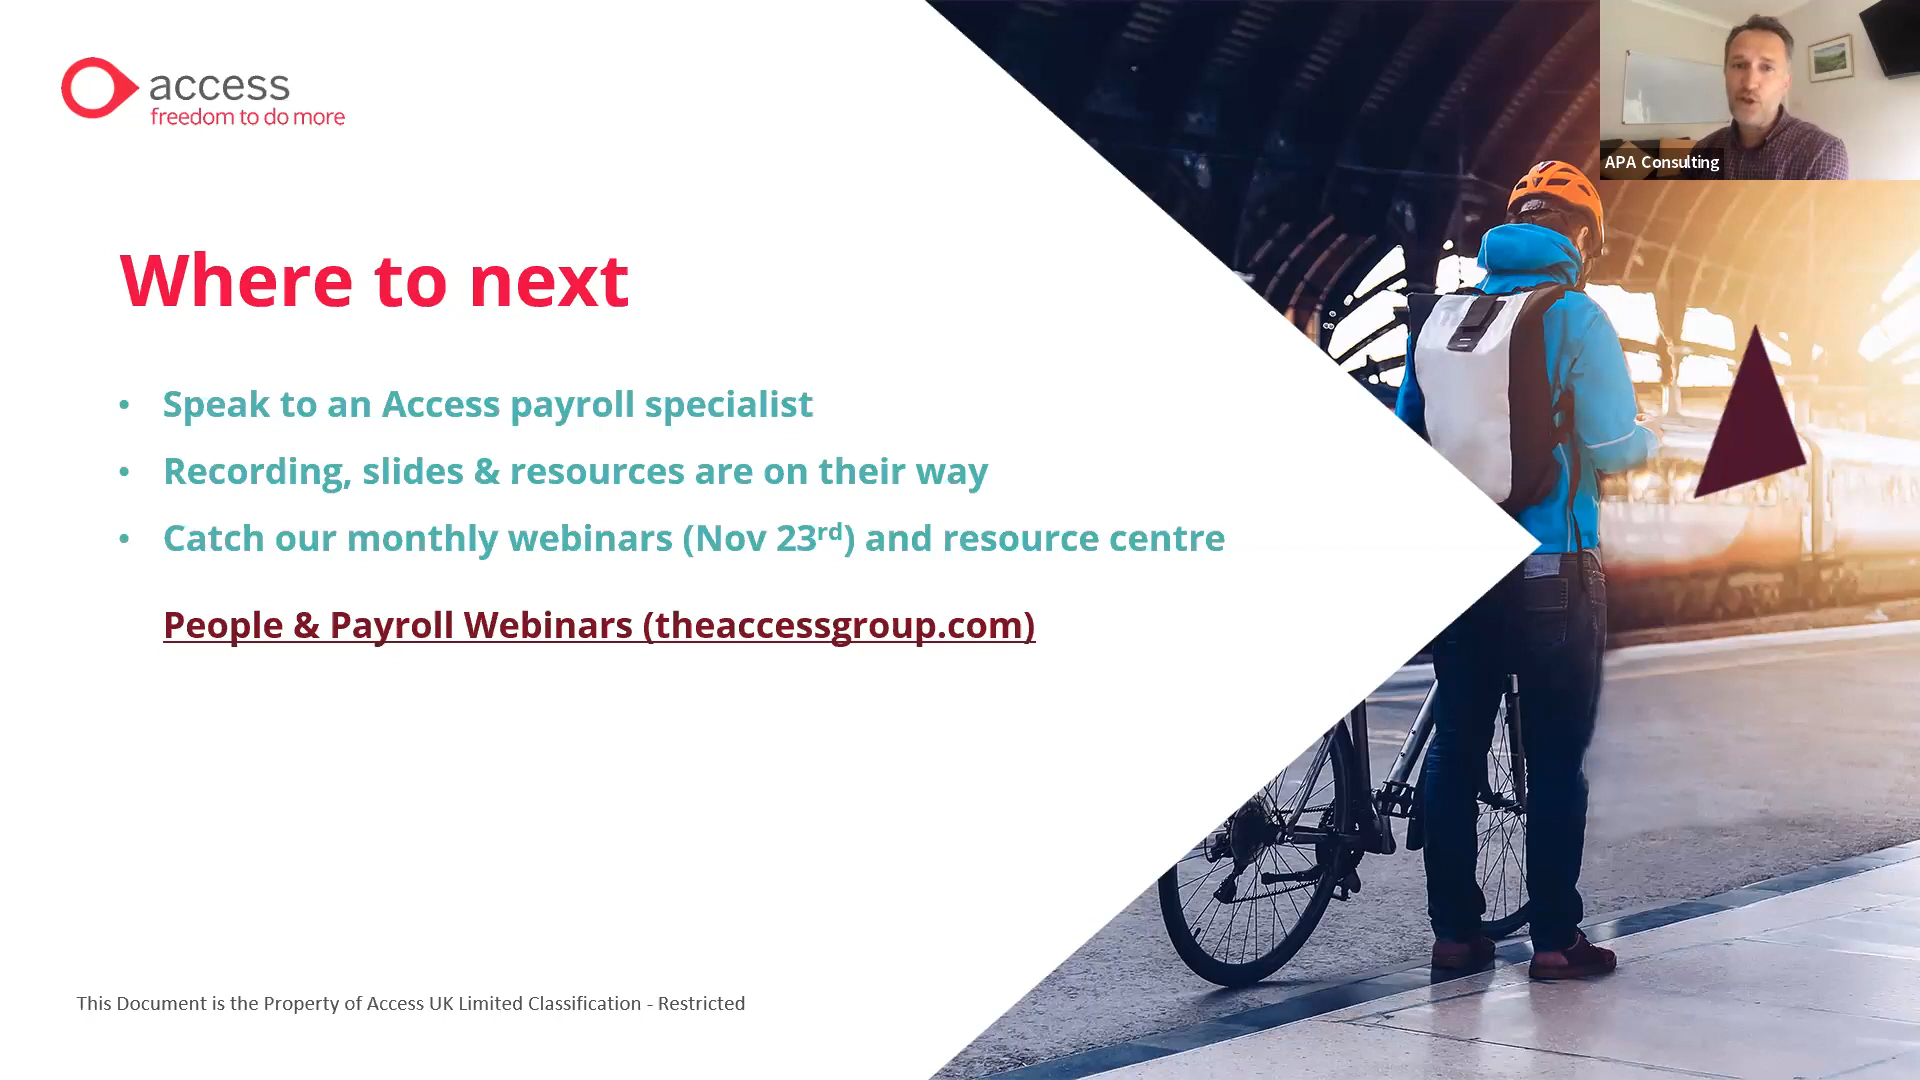 access
freedom to do more
APA Consulting
Where to next
• Speak to an Access payroll specialist
• Recording, slides & resources are on their way
• Catch our monthly webinars (Nov 23rd) and resource centre
People & Payroll Webinars (theaccessgroup.com)
This Document is the Property of Access UK Limited Classification - Restricted